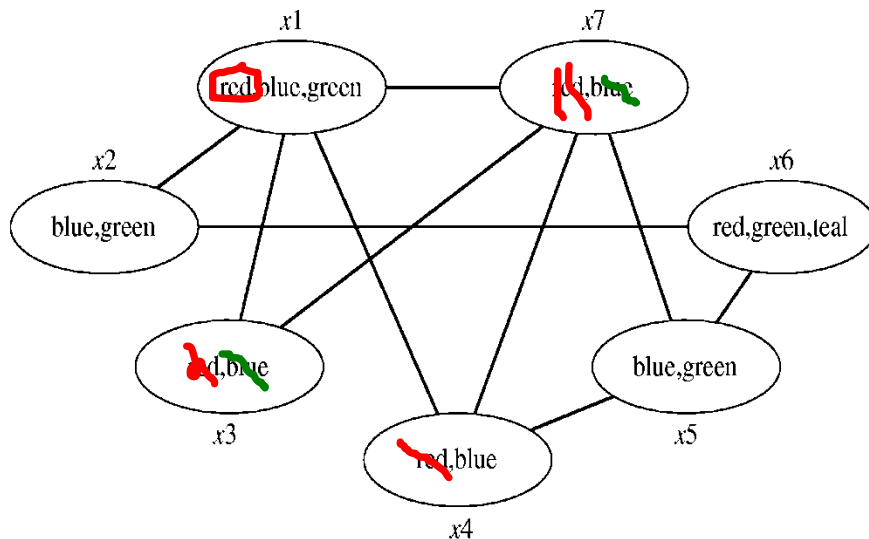 x1
x7
red,blue,green
red,blue
x2
x6
blue,green
red,green,teal
red,blue
blue,green
x3
x5
red,blue
x4